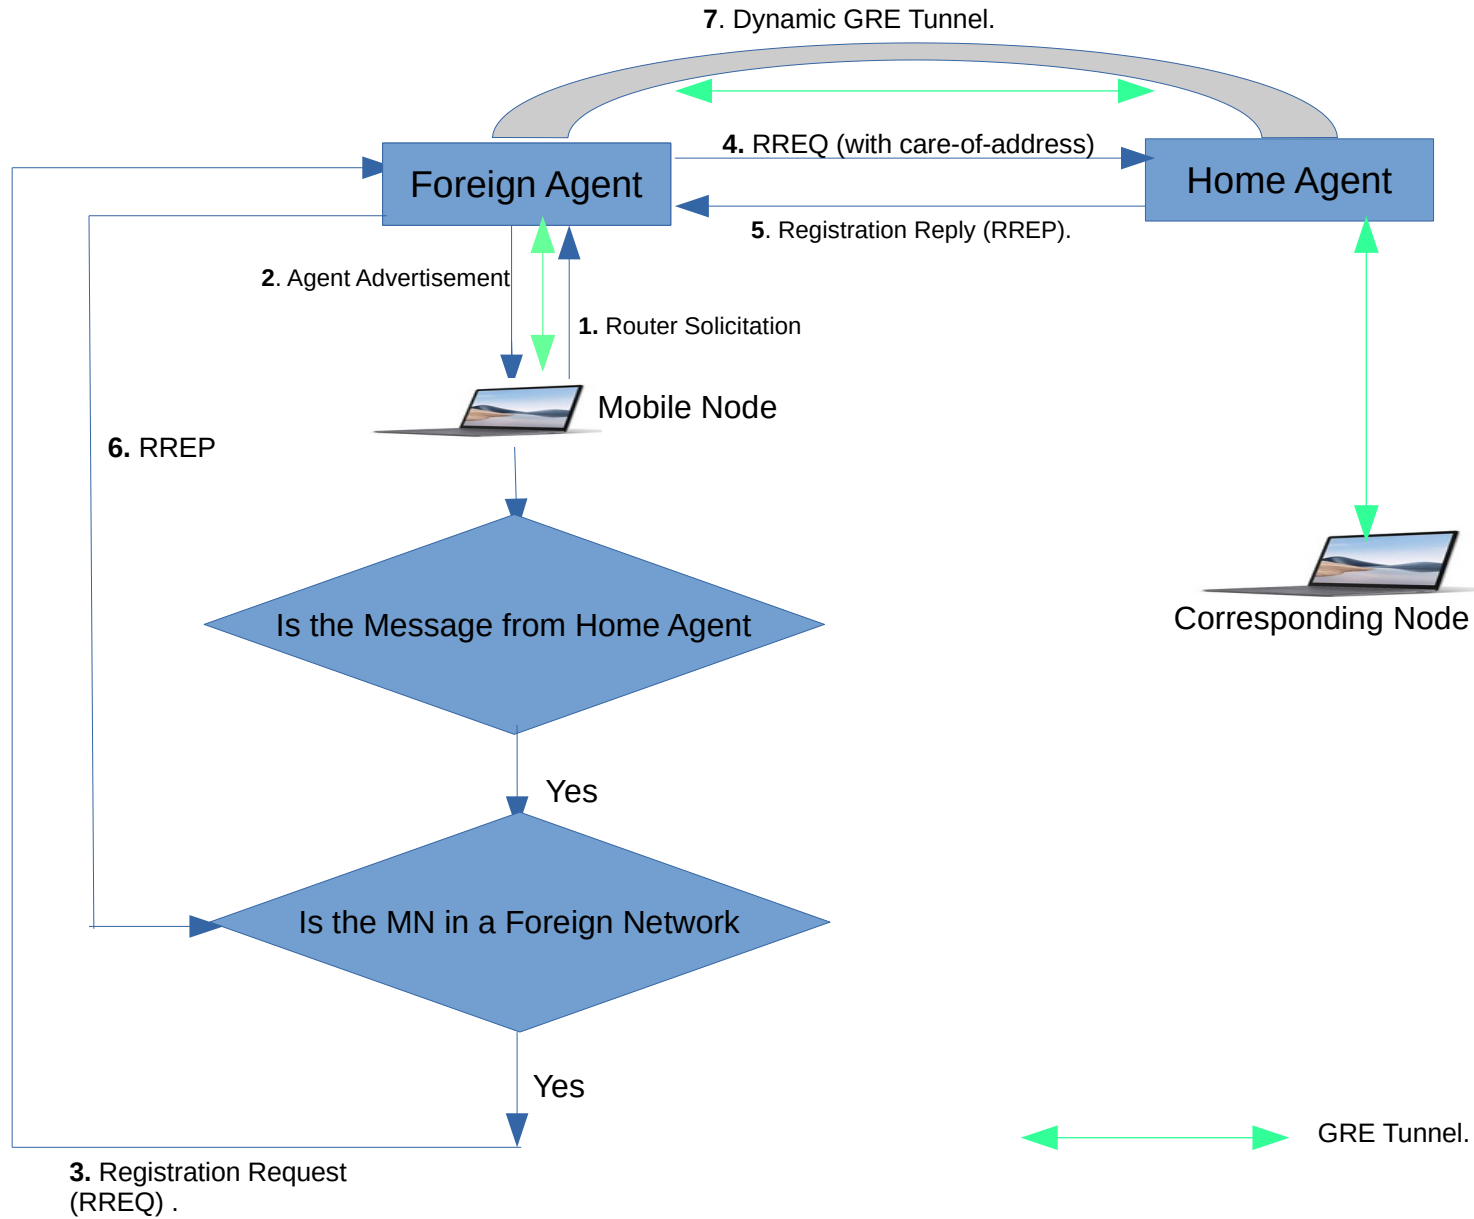 7. Dynamic GRE Tunnel.
4. RREQ (with care-of-address)
Foreign Agent
Home Agent
5. Registration Reply (RREP).
2. Agent Advertisement
1. Router Solicitation
Mobile Node
6. RREP
Is the Message from Home Agent
Corresponding Node
Yes
Is the MN in a Foreign Network
Yes
GRE Tunnel.
3. Registration Request
(RREQ) .